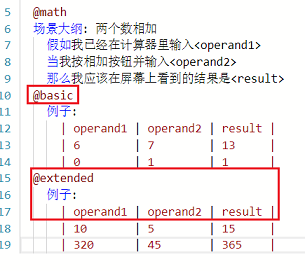 5 @math
6 场景大纲: 两个数相加
7 假如我已经在计算器里输入<operand1>
8 当我按相加按钮并输入<operand2>
9 那么我应该在屏幕上看到的结果是<result>
10 @basic
11 例子:
12 | operand1 | operand2 | result |
13 | 6 | 7 | 13 |
14 | 0 | 1 | 1 |
15 @extended
16 例子:
17 | operand1 | operand2 | result |
18 | 10 | 5 | 15 |
19 | 320 | 45 | 365 |